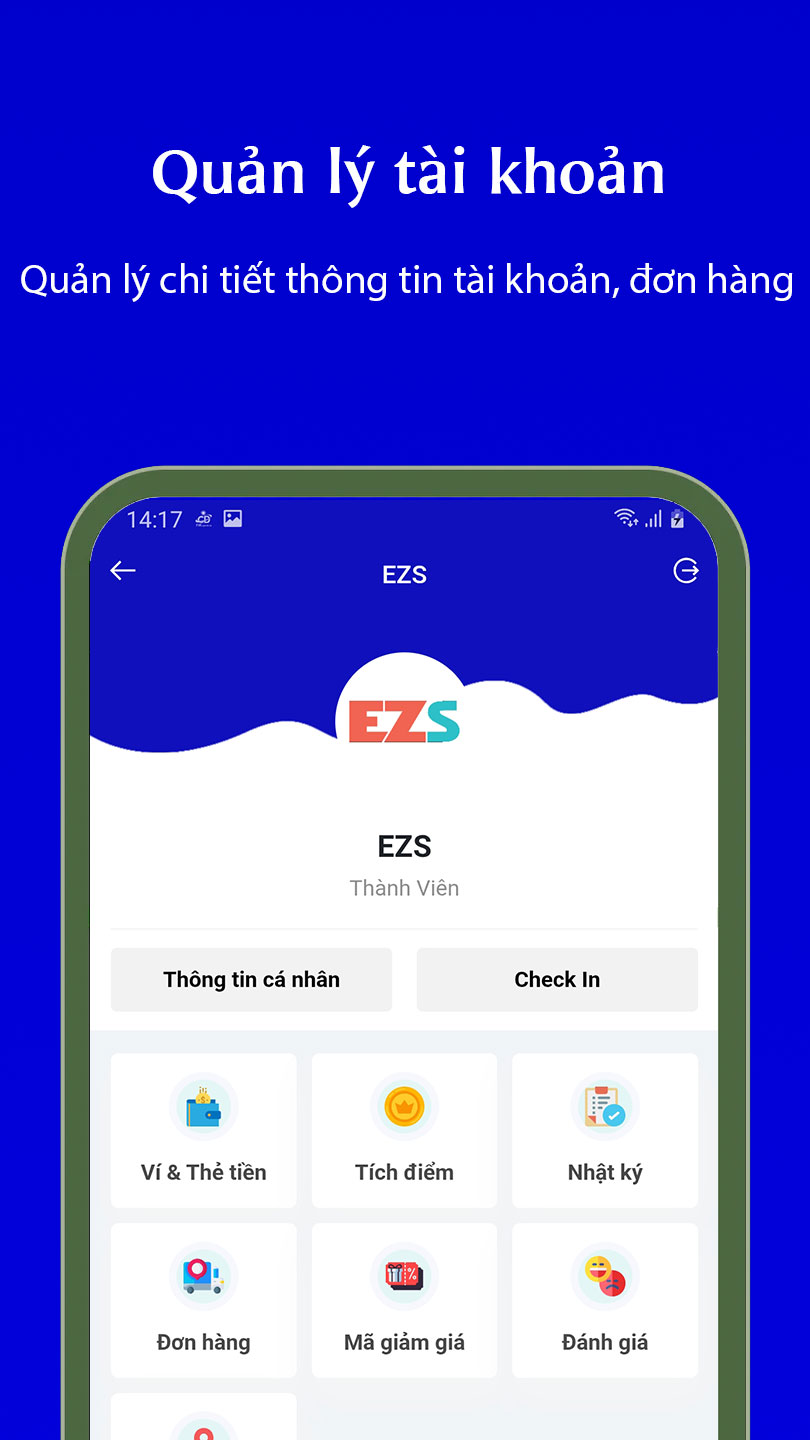 Quản lý tài khoản
Quản lý chi tiết thông tin tài khoản, đơn hàng
14:17
EZS
EZS
EZS
Thành Viên
Thông tin cá nhân
Check In
Ví & Thẻ tiền
Tích điểm
Nhật ký
Đơn hàng
Mã giảm giá
Đánh giá